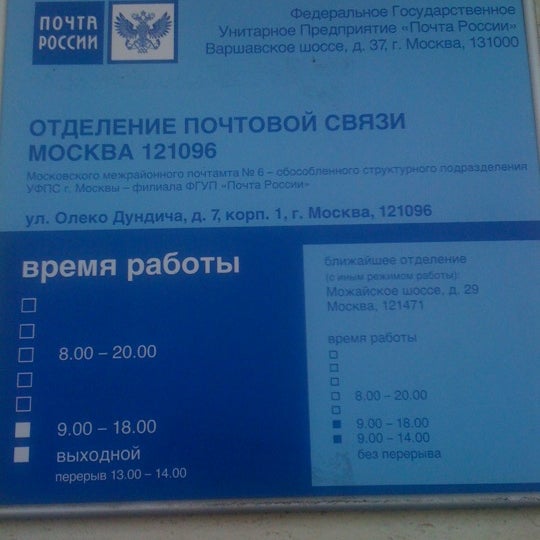 ПОЧТА
РОССИИ
Федеральное Государственное
Унитарное Предприятие «Почта России»
Варшавское шоссе, д. 37, г. Москва, 131000
ОТДЕЛЕНИЕ ПОЧТОВОЙ СВЯЗИ
МОСКВА 121096
Московского межрайонного почтамта № 6 – обособленного структурного подразделения
УФПС г. Москвы – филиала ФГУП «Почта России»
ул. Олеко Дундича, д. 7, корп. 1, г. Москва, 121096
время работы
8.00 – 20.00
9.00 – 18.00
выходной
перерыв 13.00 – 14.00
ближайшее отделение
(с иным режимом работы):
Можайское шоссе, д. 29
Москва, 121471
время работы
8.00 – 20.00
9.00 – 18.00
9.00 – 14.00
без перерыва